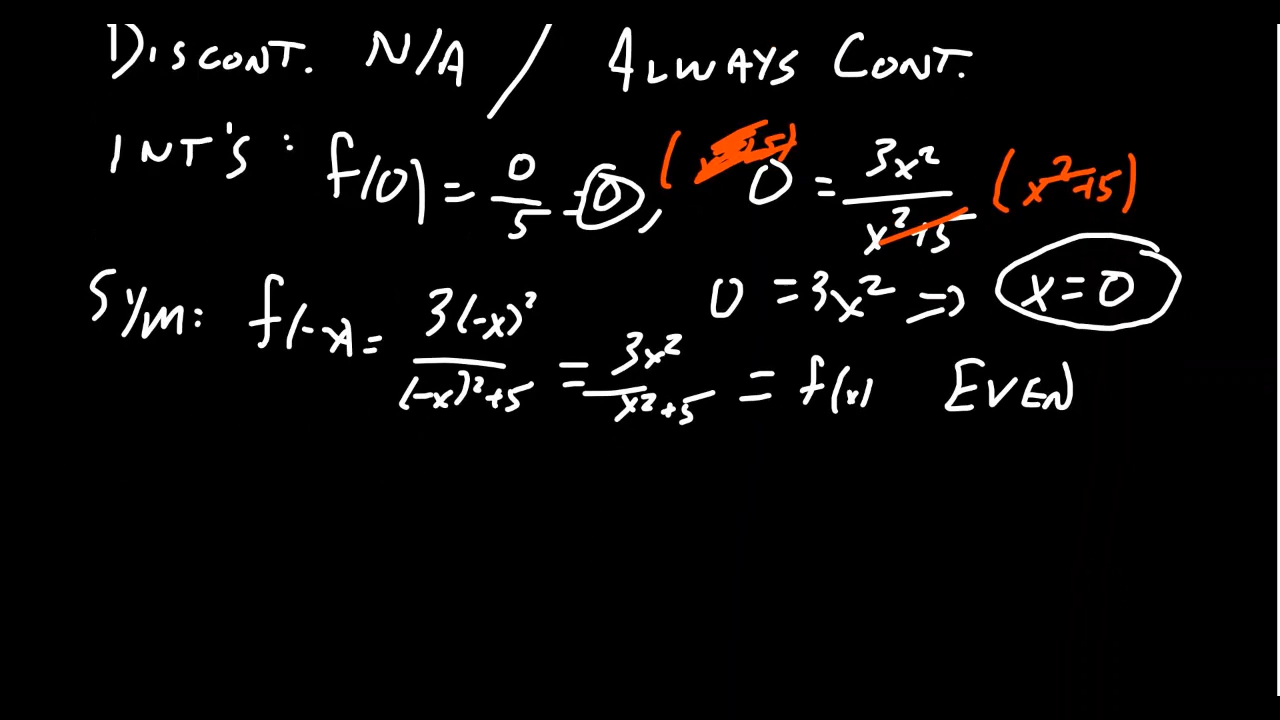 DISCONT. N/A / ALWAYS CONT.
INT'S: f(0) = 0/5 = 0, 0 = 3x²/(x²+5) (x²+5)
0 = 3x² => x=0
SYM: f(-x) = 3(-x)²/((-x)²+5) = 3x²/(x²+5) = f(x) EVEN